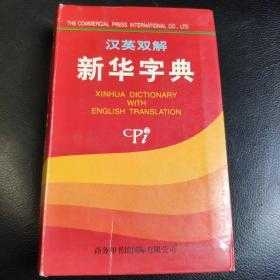 THE COMMERCIAL PRESS INTERNATIONAL CO., LTD
汉英双解
新华字典
XINHUA DICTIONARY
WITH
ENGLISH TRANSLATION
CPi
商务印书馆国际有限公司